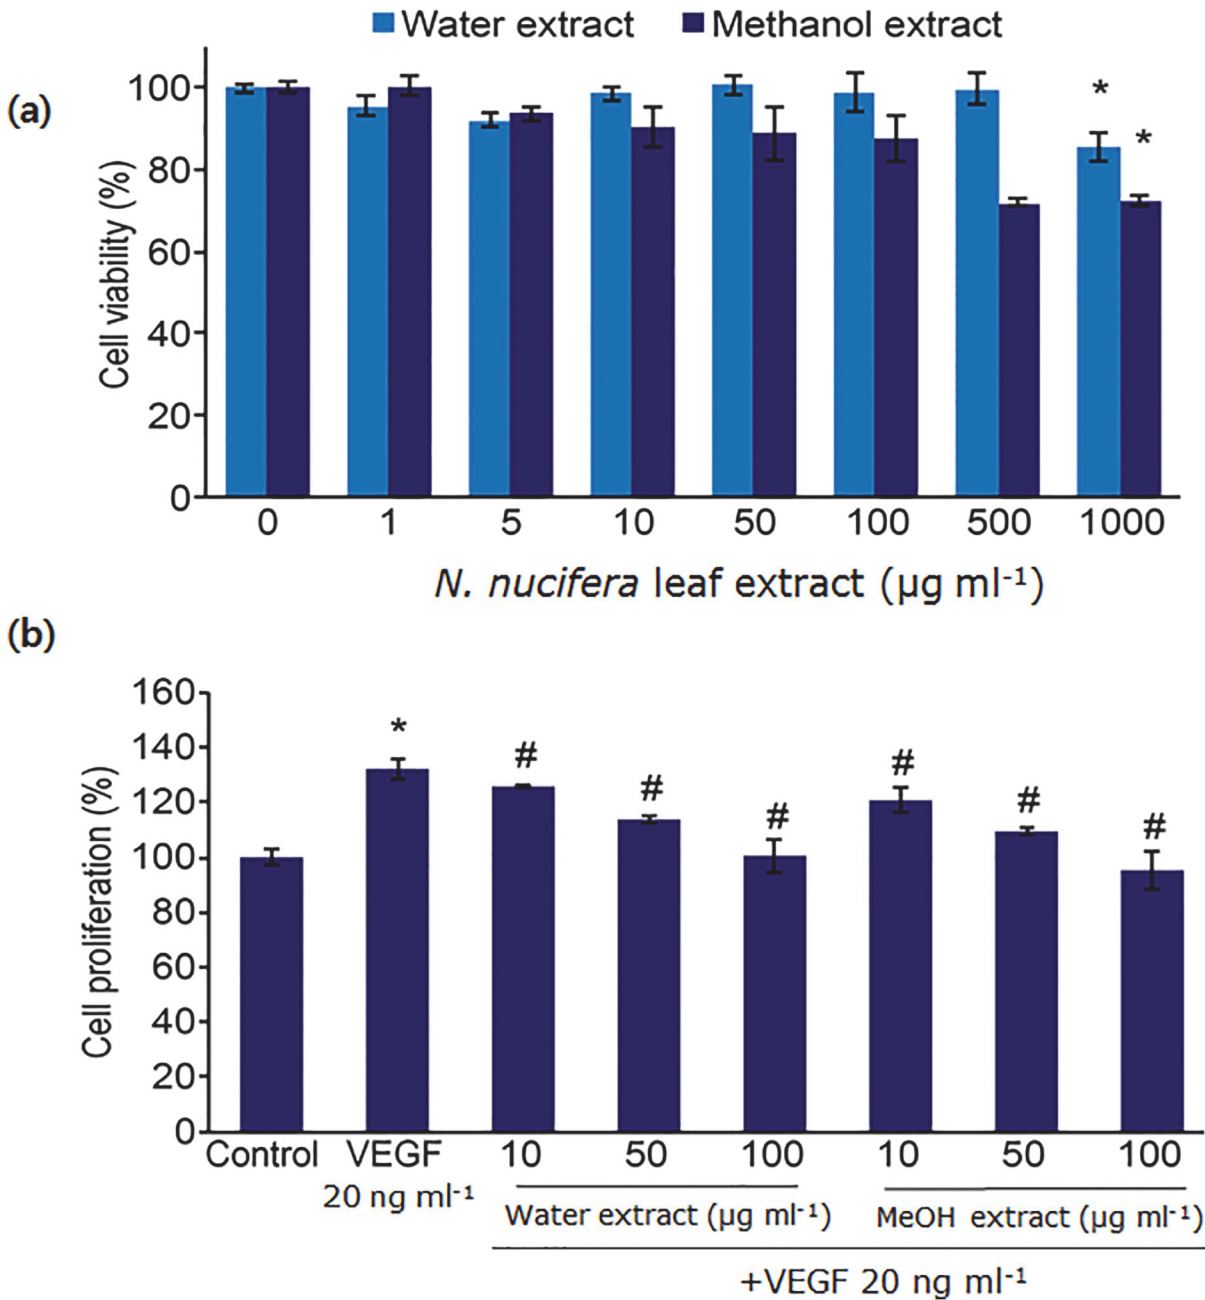 Water extract Methanol extract
(a)
Cell viability (%)
100
80
60
40
20
0
* *
0 1 5 10 50 100 500 1000
N. nucifera leaf extract (µg ml⁻¹)
(b)
Cell proliferation (%)
160
140
120
100
80
60
40
20
0
* # # # # # #
Control VEGF 10 50 100 10 50 100
20 ng ml⁻¹
Water extract (µg ml⁻¹) MeOH extract (µg ml⁻¹)
+VEGF 20 ng ml⁻¹